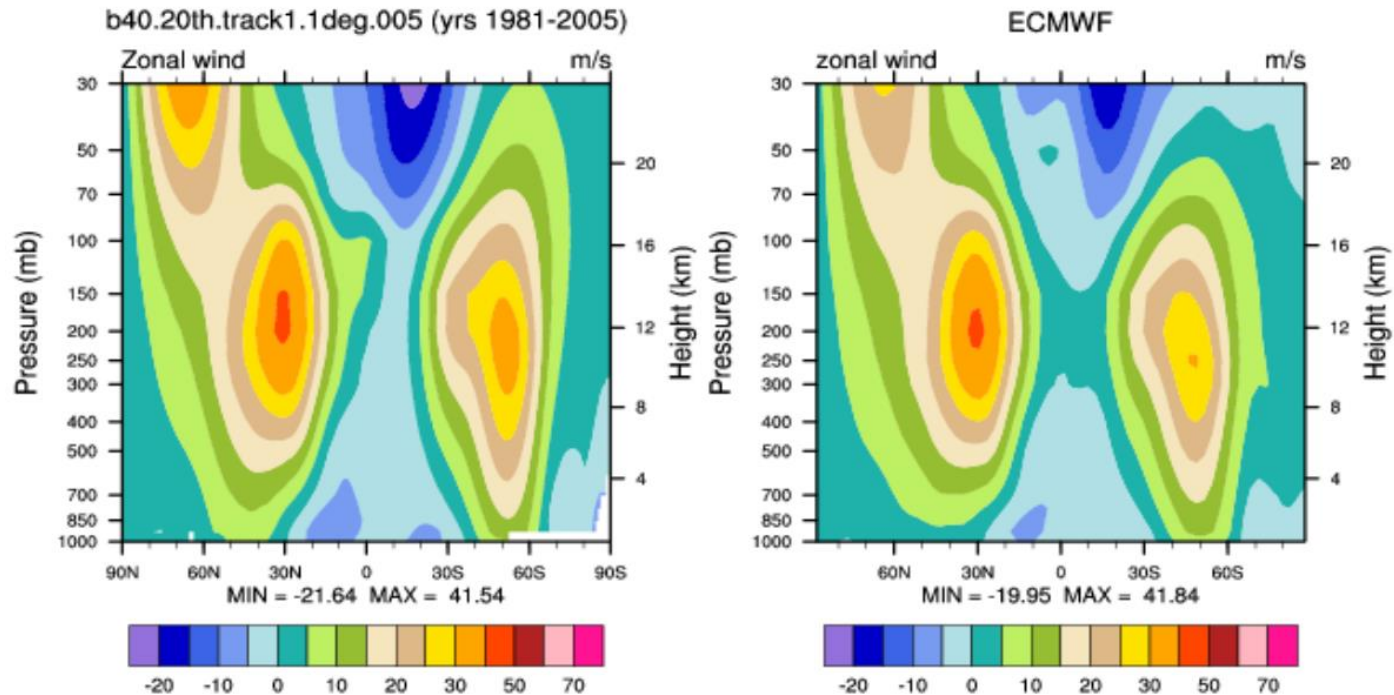 b40.20th.track1.1deg.005 (yrs 1981-2005)
Zonal wind m/s
Pressure (mb)
30
50
70
100
150
200
250
300
400
500
700
850
1000
20
16
12
8
4
Height (km)
90N 60N 30N 0 30S 60S 90S
MIN = -21.64 MAX = 41.54
-20 -10 0 10 20 30 50 70
ECMWF
zonal wind m/s
Pressure (mb)
30
50
70
100
150
200
250
300
400
500
700
850
1000
20
16
12
8
4
Height (km)
60N 30N 0 30S 60S
MIN = -19.95 MAX = 41.84
-20 -10 0 10 20 30 50 70